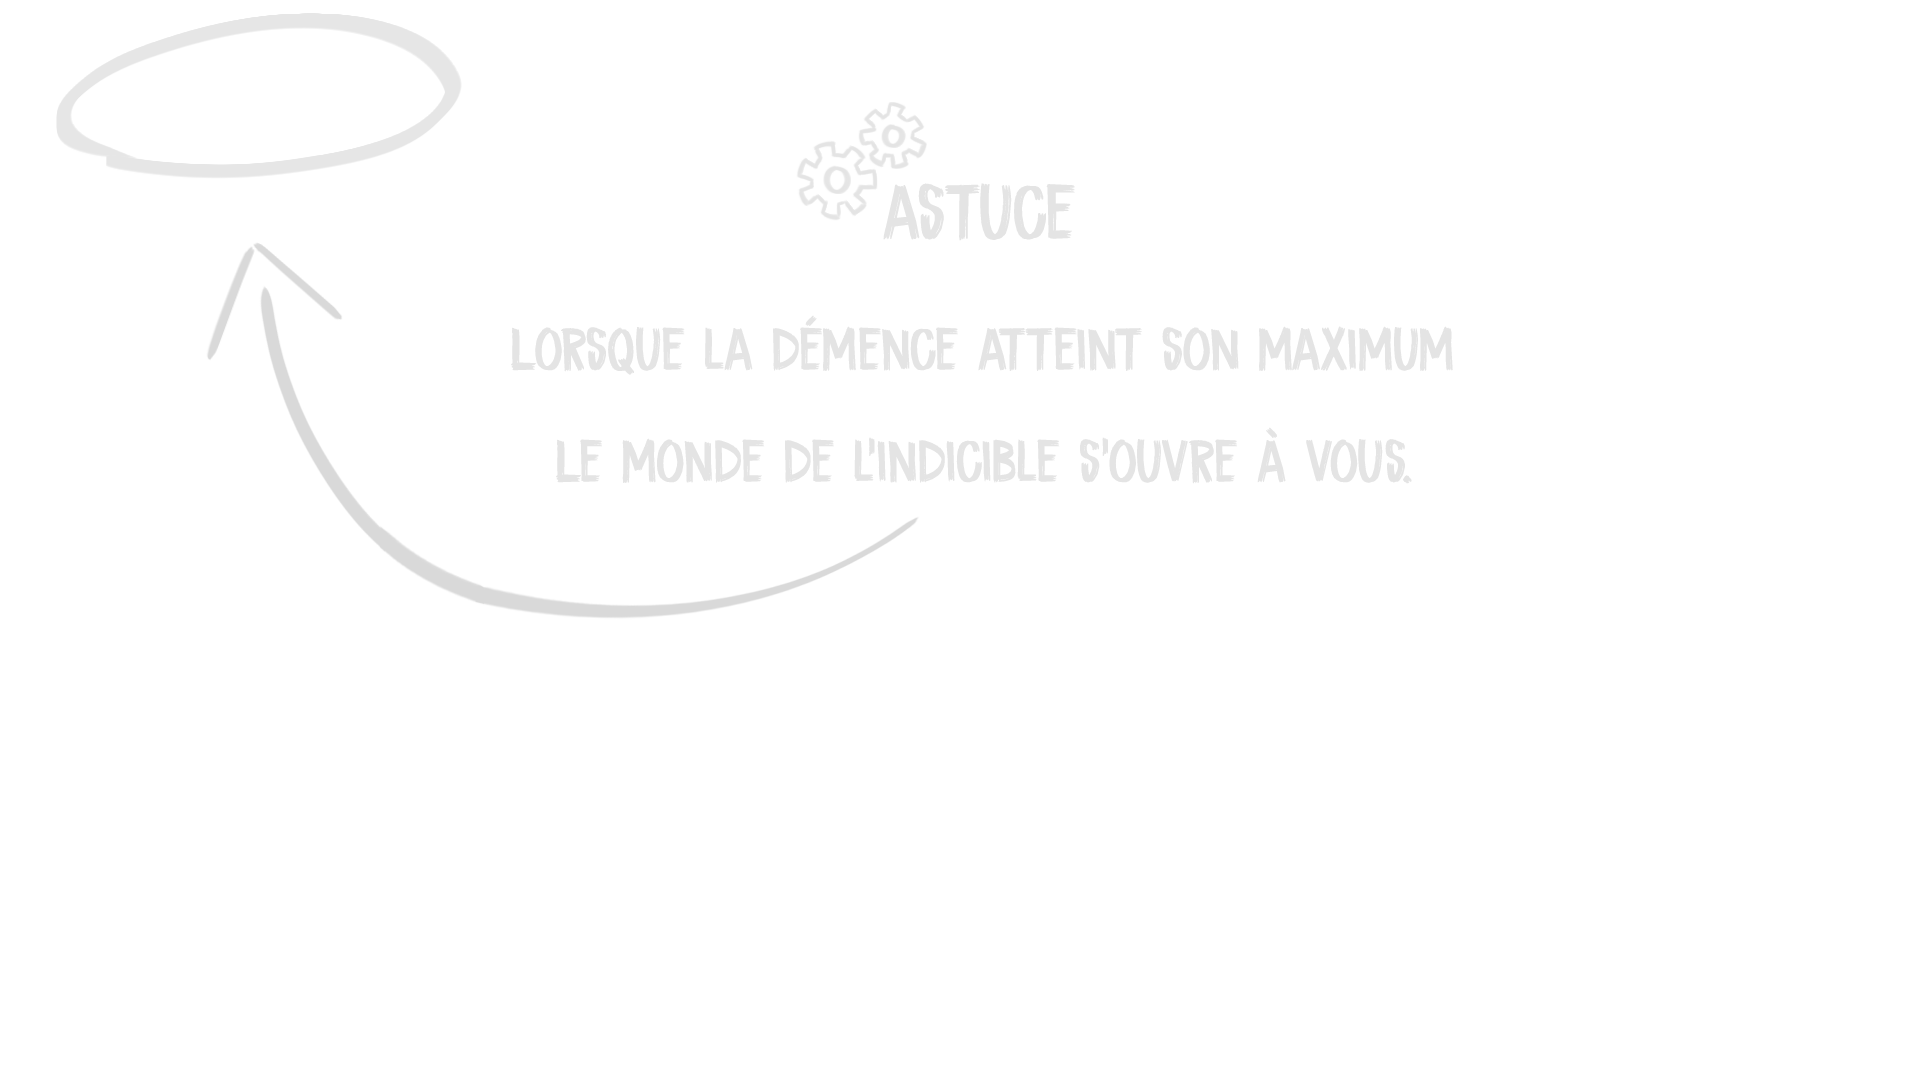 ASTUCE
LORSQUE LA DÉMENCE ATTEINT SON MAXIMUM
LE MONDE DE L'INDICIBLE S'OUVRE À VOUS.